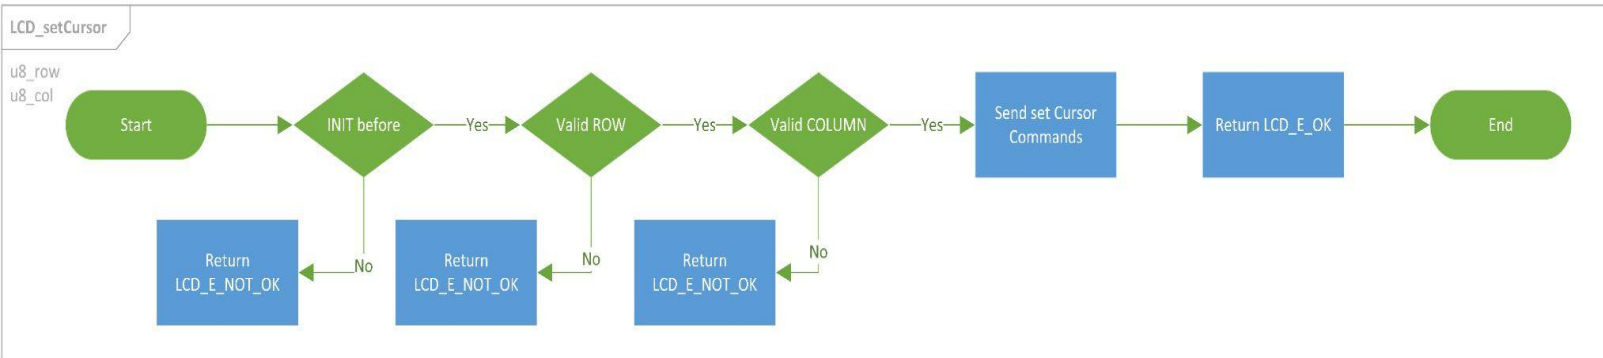 LCD_setCursor
u8_row
u8_col
Start
INIT before
Yes
Valid ROW
Yes
Valid COLUMN
Yes
Send set Cursor
Commands
Return LCD_E_OK
End
No
Return
LCD_E_NOT_OK
No
Return
LCD_E_NOT_OK
No
Return
LCD_E_NOT_OK